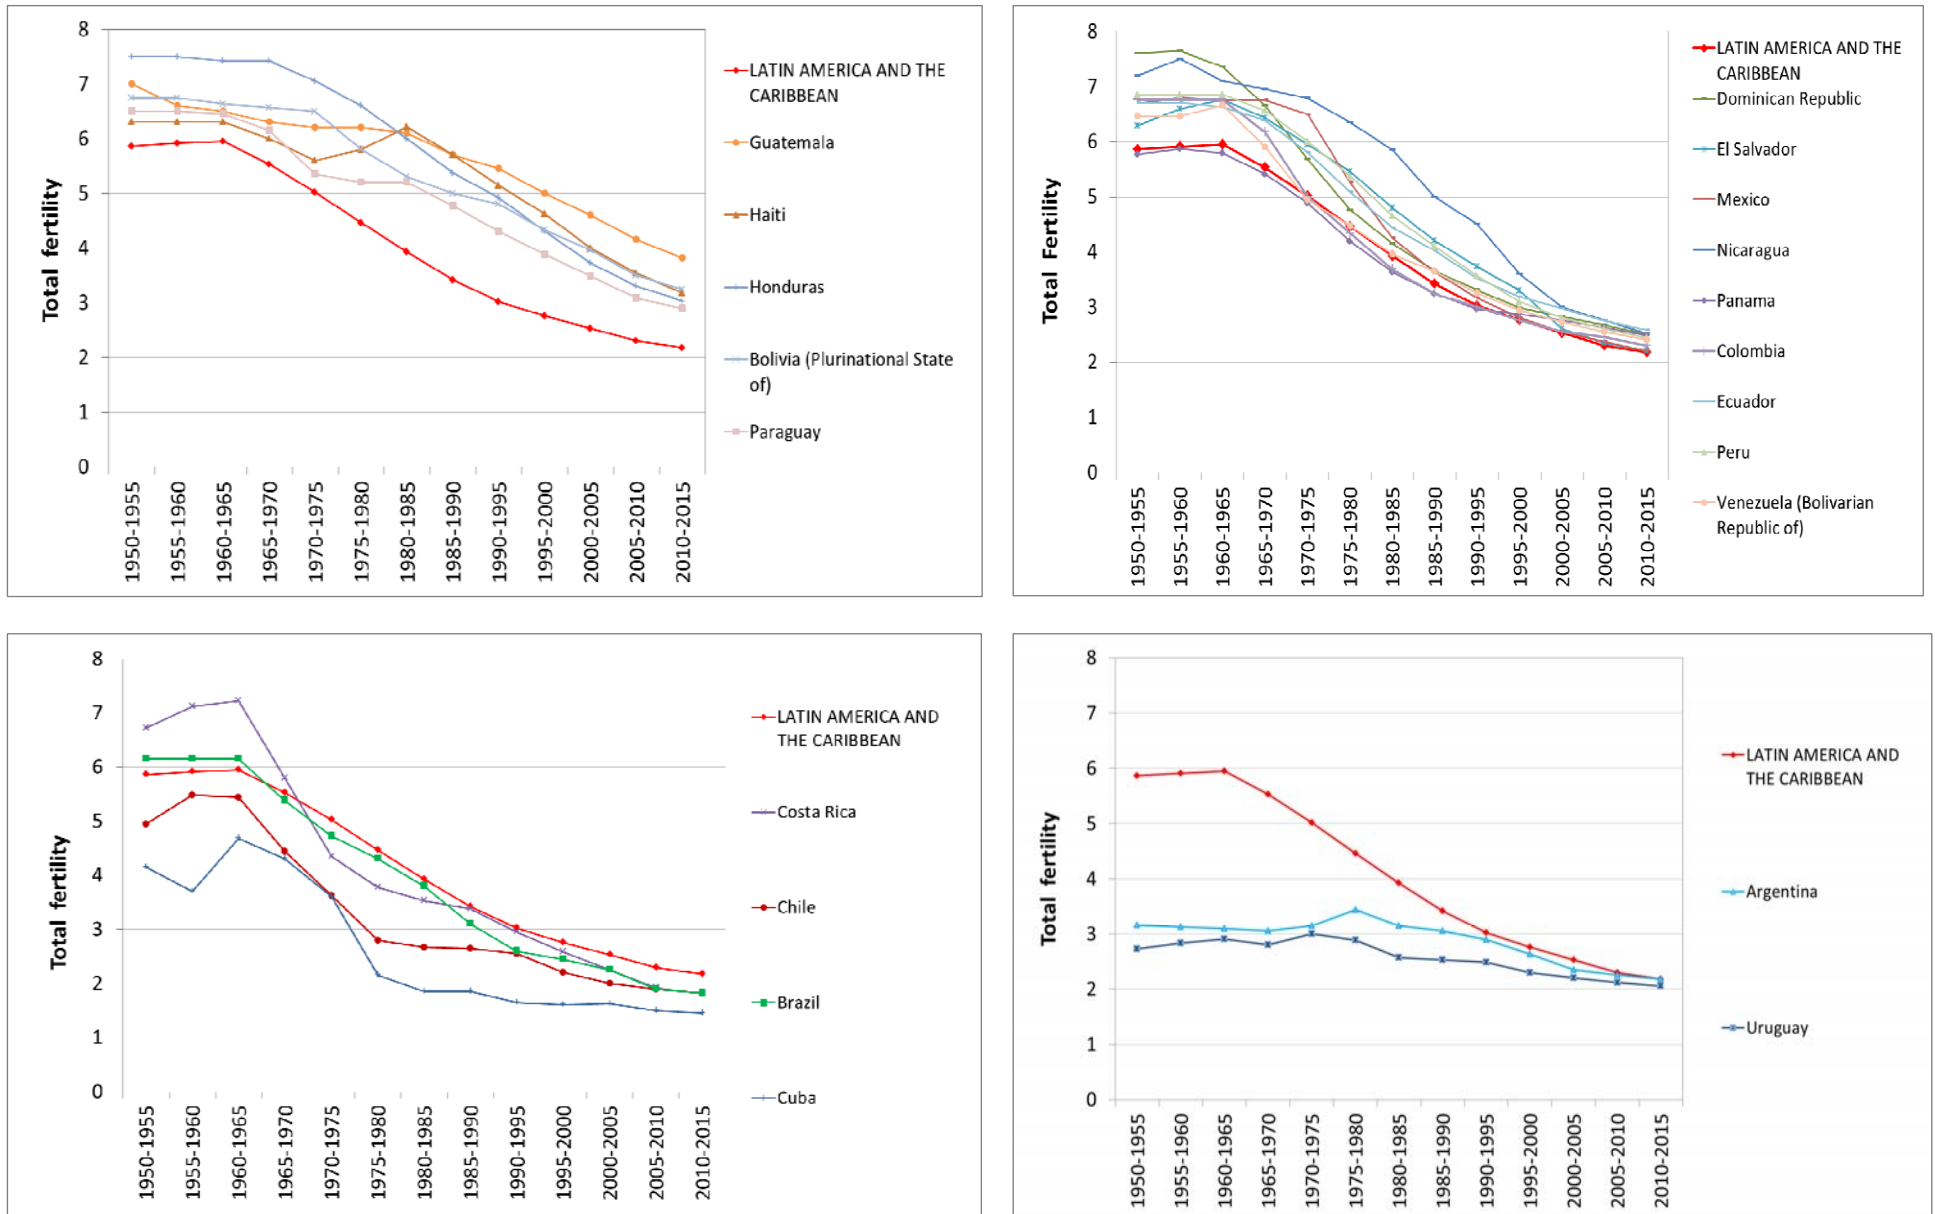 Total fertility
8
7
6
5
4
3
2
1
0
1950-1955
1955-1960
1960-1965
1965-1970
1970-1975
1975-1980
1980-1985
1985-1990
1990-1995
1995-2000
2000-2005
2005-2010
2010-2015
LATIN AMERICA AND THE
CARIBBEAN
Guatemala
Haiti
Honduras
Bolivia (Plurinational State
of)
Paraguay
Total Fertility
8
7
6
5
4
3
2
1
0
1950-1955
1955-1960
1960-1965
1965-1970
1970-1975
1975-1980
1980-1985
1985-1990
1990-1995
1995-2000
2000-2005
2005-2010
2010-2015
LATIN AMERICA AND THE
CARIBBEAN
Dominican Republic
El Salvador
Mexico
Nicaragua
Panama
Colombia
Ecuador
Peru
Venezuela (Bolivarian
Republic of)
Total fertility
8
7
6
5
4
3
2
1
0
1950-1955
1955-1960
1960-1965
1965-1970
1970-1975
1975-1980
1980-1985
1985-1990
1990-1995
1995-2000
2000-2005
2005-2010
2010-2015
LATIN AMERICA AND
THE CARIBBEAN
Costa Rica
Chile
Brazil
Cuba
Total fertility
8
7
6
5
4
3
2
1
0
1950-1955
1955-1960
1960-1965
1965-1970
1970-1975
1975-1980
1980-1985
1985-1990
1990-1995
1995-2000
2000-2005
2005-2010
2010-2015
LATIN AMERICA AND
THE CARIBBEAN
Argentina
Uruguay